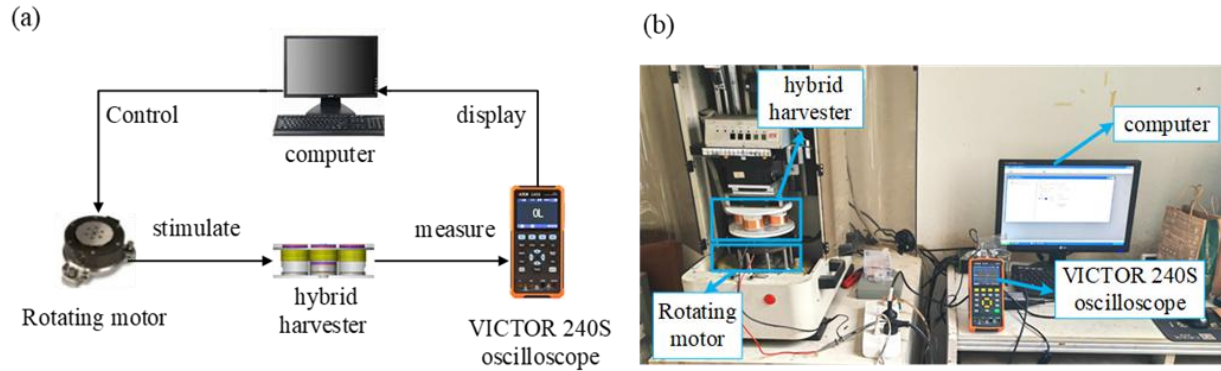 (a)
Control
display
computer
stimulate
measure
OL
Rotating motor
hybrid
harvester
VICTOR 240S
oscilloscope
(b)
hybrid
harvester
computer
VICTOR 240S
oscilloscope
Rotating
motor